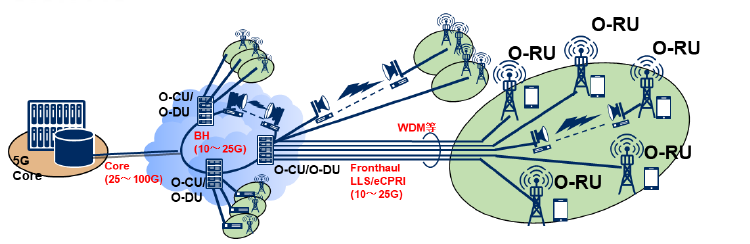 O-RU
O-RU
O-RU
O-CU/
O-DU
WDM等
BH
(10～25G)
5G
Core
Core
(25～100G)
O-CU/O-DU
O-CU/
O-DU
Fronthaul
LLS/eCPRI
(10～25G)
O-RU
O-RU